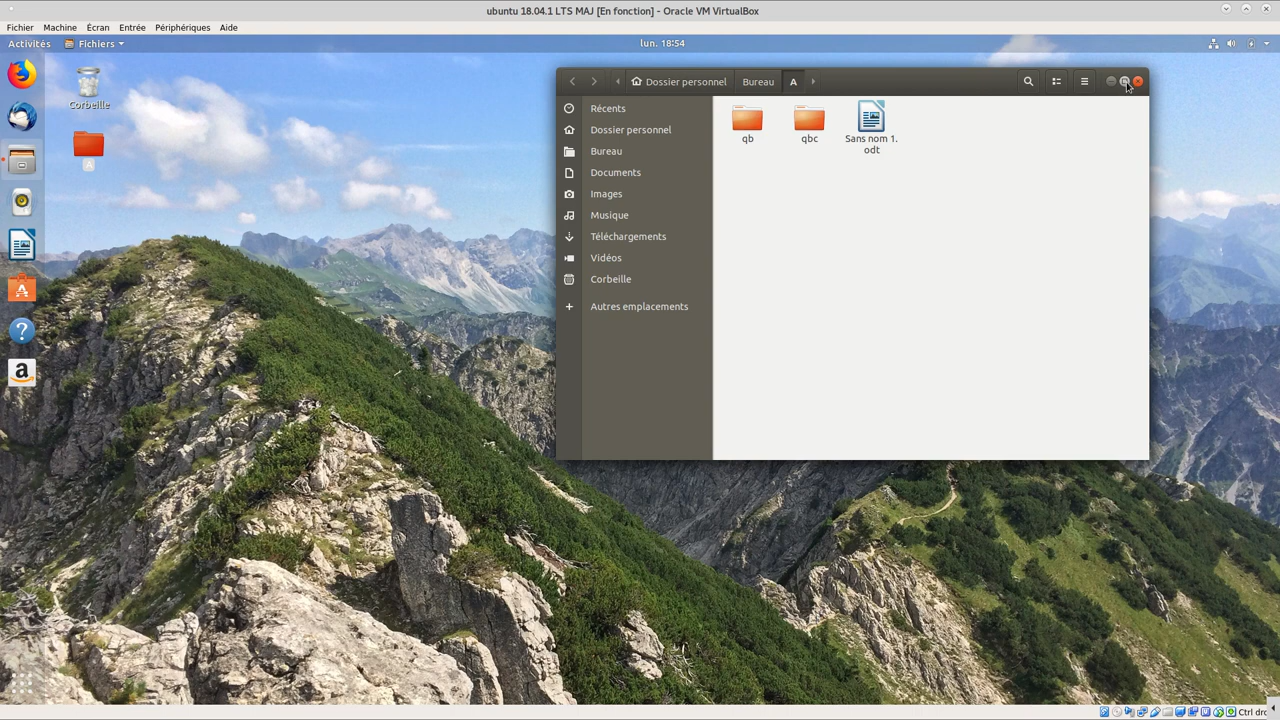 ubuntu 18.04.1 LTS MAJ [En fonction] - Oracle VM VirtualBox
Fichier Machine Écran Entrée Périphériques Aide
Activités Fichiers lun. 18:54
Corbeille
A
Dossier personnel Bureau A
Récents
Dossier personnel
Bureau
Documents
Images
Musique
Téléchargements
Vidéos
Corbeille
Autres emplacements
qb qbc Sans nom 1.
odt
Ctrl drc